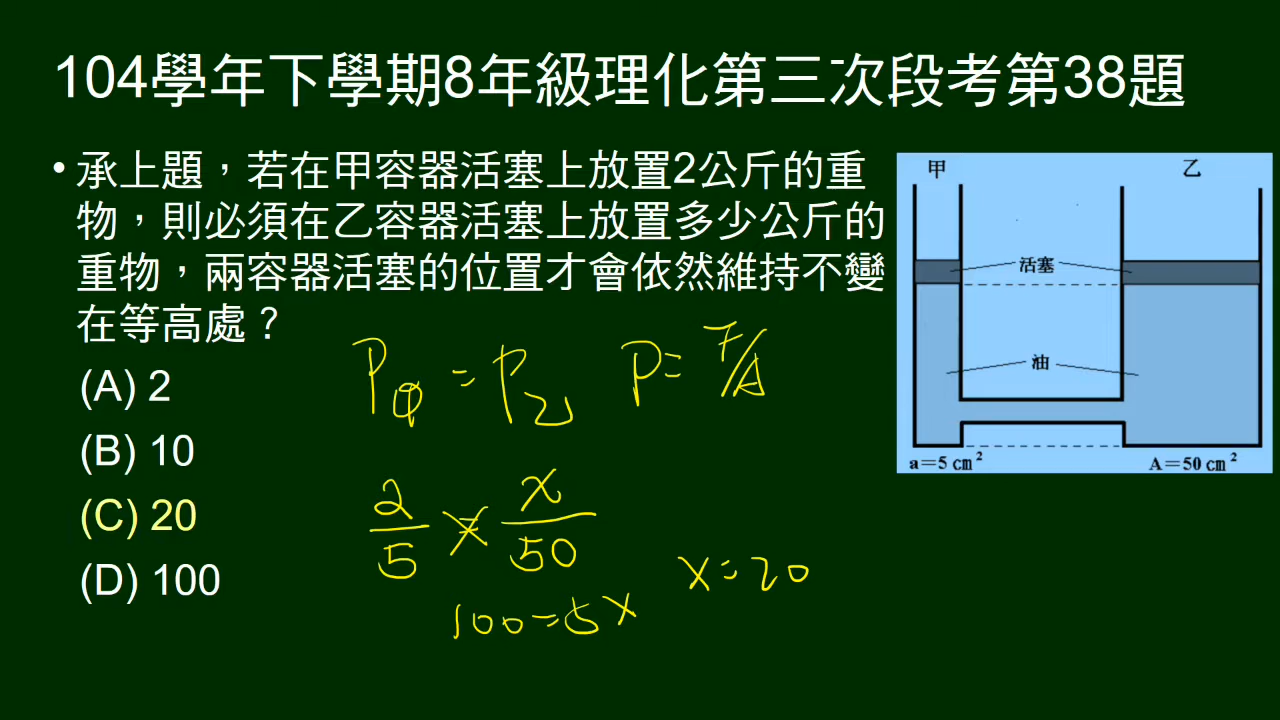 104學年下學期8年級理化第三次段考第38題
• 承上題，若在甲容器活塞上放置2公斤的重
物，則必須在乙容器活塞上放置多少公斤的
重物，兩容器活塞的位置才會依然維持不變
在等高處？
(A) 2
(B) 10
(C) 20
(D) 100
P甲 = P乙 P = F/A
2/5 = x/50
100 = 5x
x = 20
甲 乙
活塞
油
a＝5 cm²
A＝50 cm²